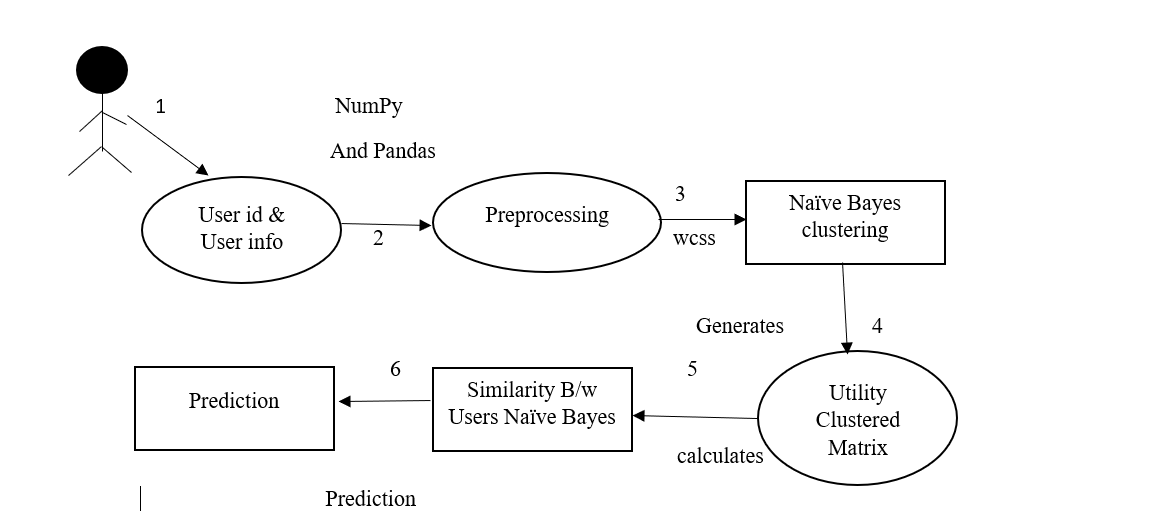 1
NumPy
And Pandas
User id &
User info
2
Preprocessing
3
wcss
Naïve Bayes
clustering
Generates
4
Utility
Clustered
Matrix
5
calculates
Similarity B/w
Users Naïve Bayes
6
Prediction
Prediction